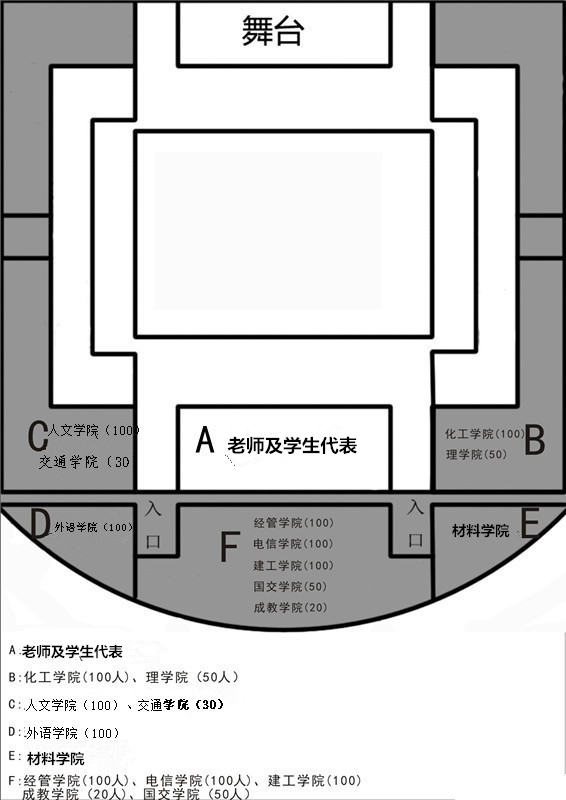 舞台
C人文学院（100）
交通学院（30
A 老师及学生代表
化工学院(100)
理学院(50)
B
D外语学院(100)
入口
F
经管学院(100)
电信学院(100)
建工学院(100)
国交学院(50)
成教学院(20)
入口
材料学院 E
A:老师及学生代表
B:化工学院(100人)、理学院（50人）
C:人文学院（100）、交通学院（30）
D:外语学院（100）
E:材料学院
F:经管学院(100人)、电信学院(100人)、建工学院(100)
成教学院（20人）、国交学院（50人）